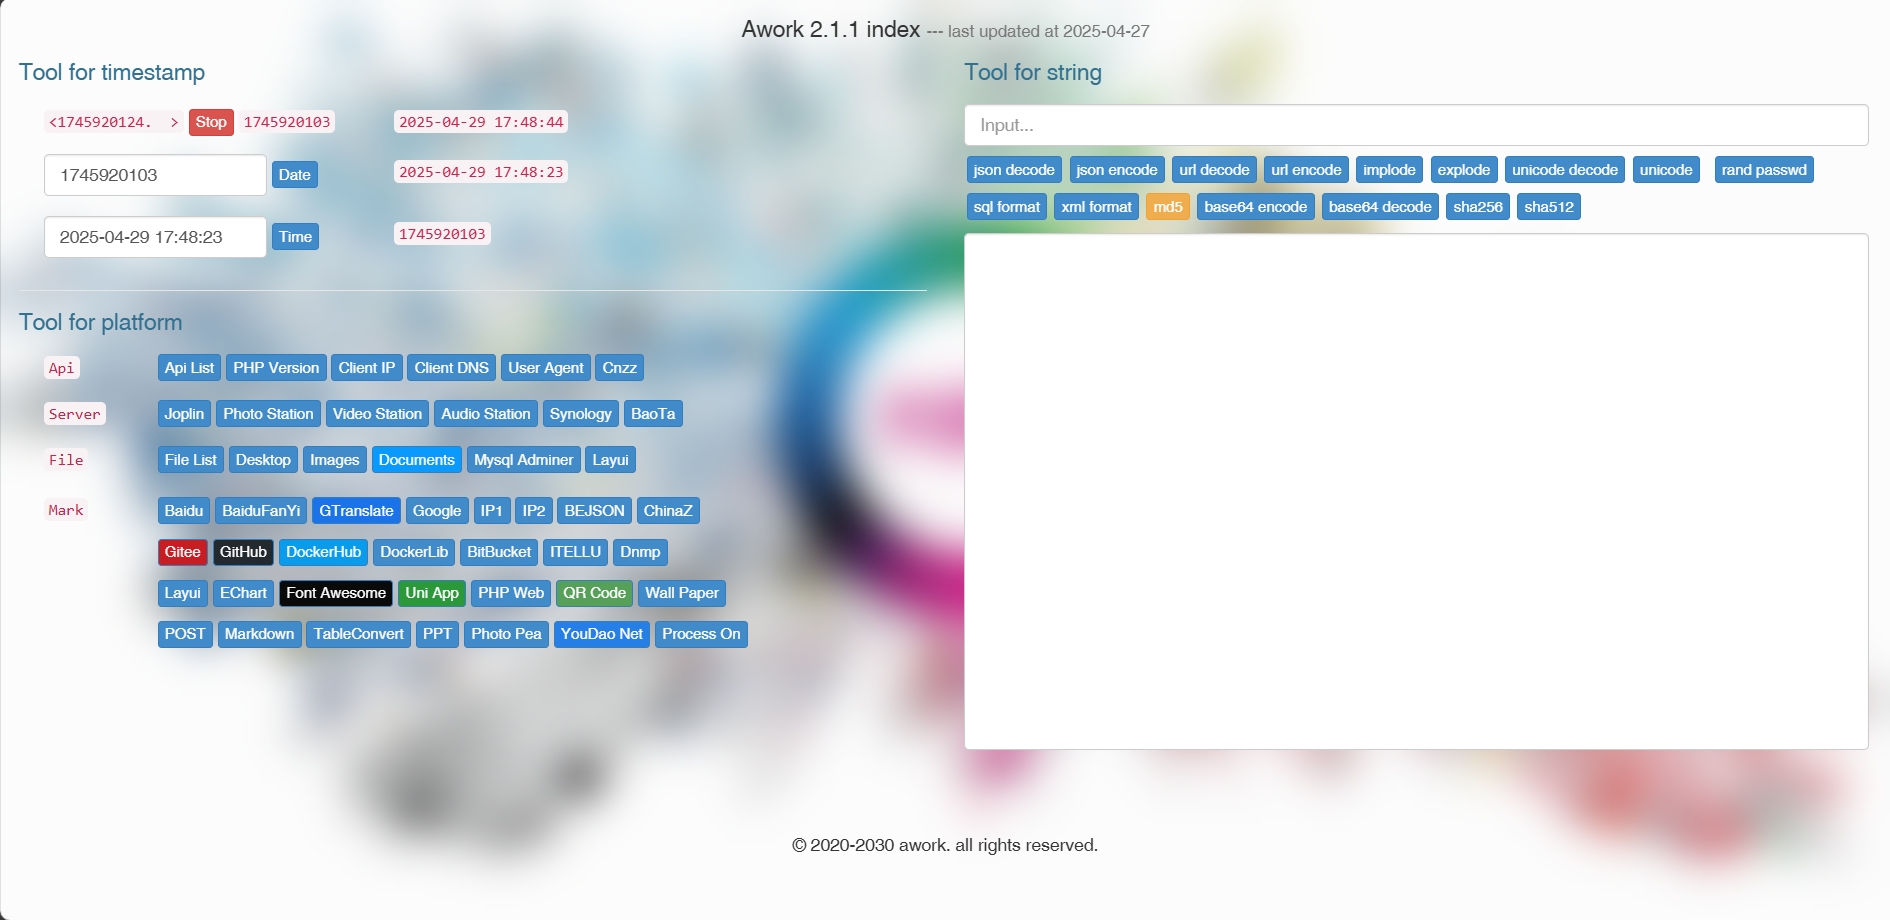 Awork 2.1.1 index --- last updated at 2025-04-27
Tool for timestamp
<1745920124. > Stop 1745920103 2025-04-29 17:48:44
1745920103 Date 2025-04-29 17:48:23
2025-04-29 17:48:23 Time 1745920103
Tool for platform
Api Api List PHP Version Client IP Client DNS User Agent Cnzz
Server Joplin Photo Station Video Station Audio Station Synology BaoTa
File File List Desktop Images Documents Mysql Adminer Layui
Mark Baidu BaiduFanYi GTranslate Google IP1 IP2 BEJSON ChinaZ
Gitee GitHub DockerHub DockerLib BitBucket ITELLU Dnmp
Layui EChart Font Awesome Uni App PHP Web QR Code Wall Paper
POST Markdown TableConvert PPT Photo Pea YouDao Net Process On
Tool for string
Input...
json decode json encode url decode url encode implode explode unicode decode unicode rand passwd
sql format xml format md5 base64 encode base64 decode sha256 sha512
© 2020-2030 awork. all rights reserved.